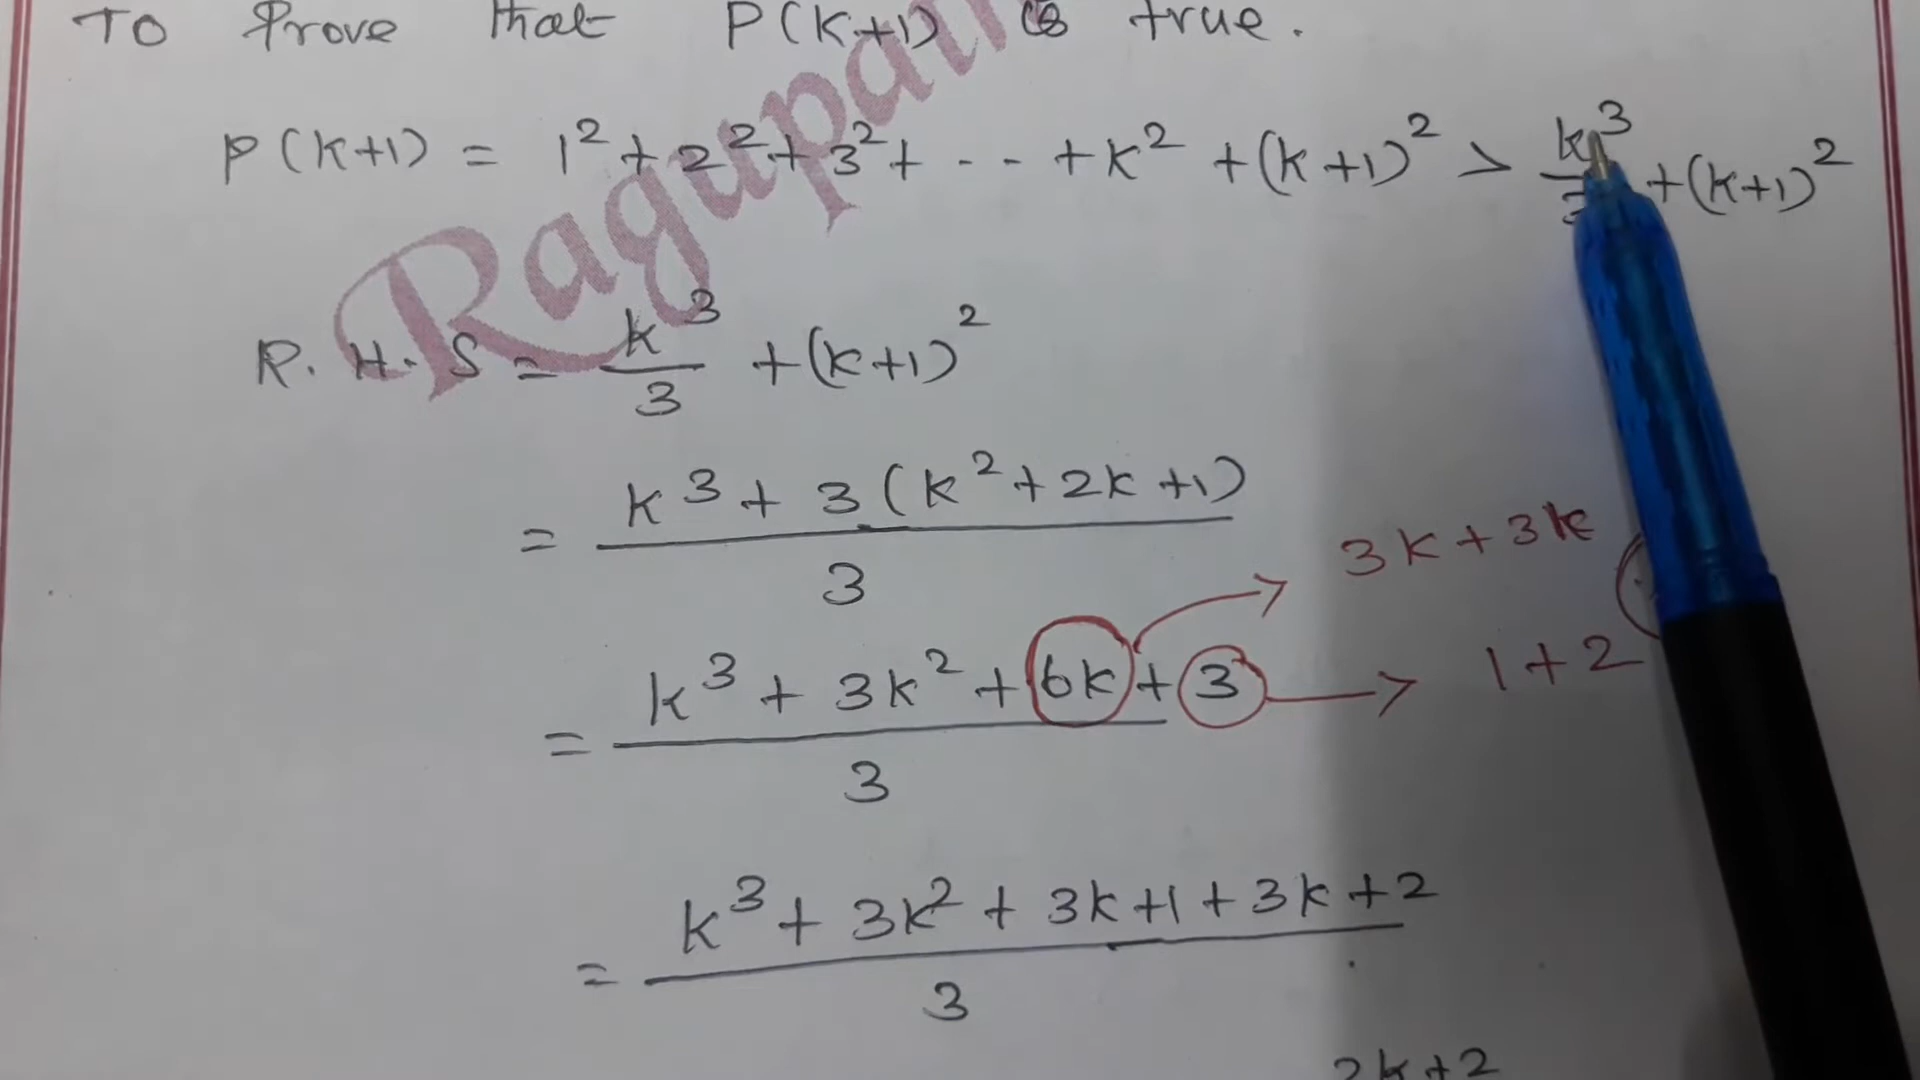 To Prove that P(k+1) is true.
P(k+1) = 1² + 2² + 3² + -- + k² + (k+1)² > k³/3 + (k+1)²
Ragupathi
R.H.S = k³/3 + (k+1)²
= k³ + 3(k² + 2k + 1) / 3
3k + 3k
= k³ + 3k² + 6k + 3 / 3
1 + 2
= k³ + 3k² + 3k + 1 + 3k + 2 / 3
3k + 2